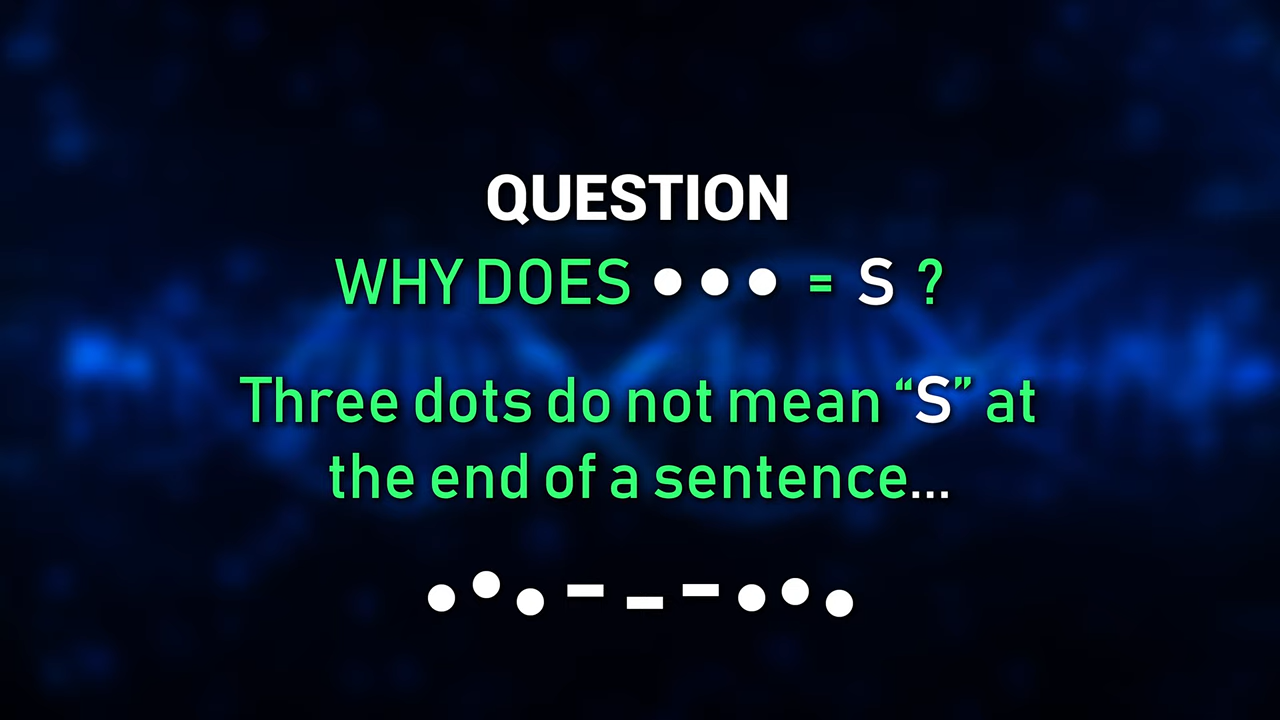 QUESTION
WHY DOES ● ● ● = S ?
Three dots do not mean “S” at
the end of a sentence...
● ● ● – – – ● ● ●